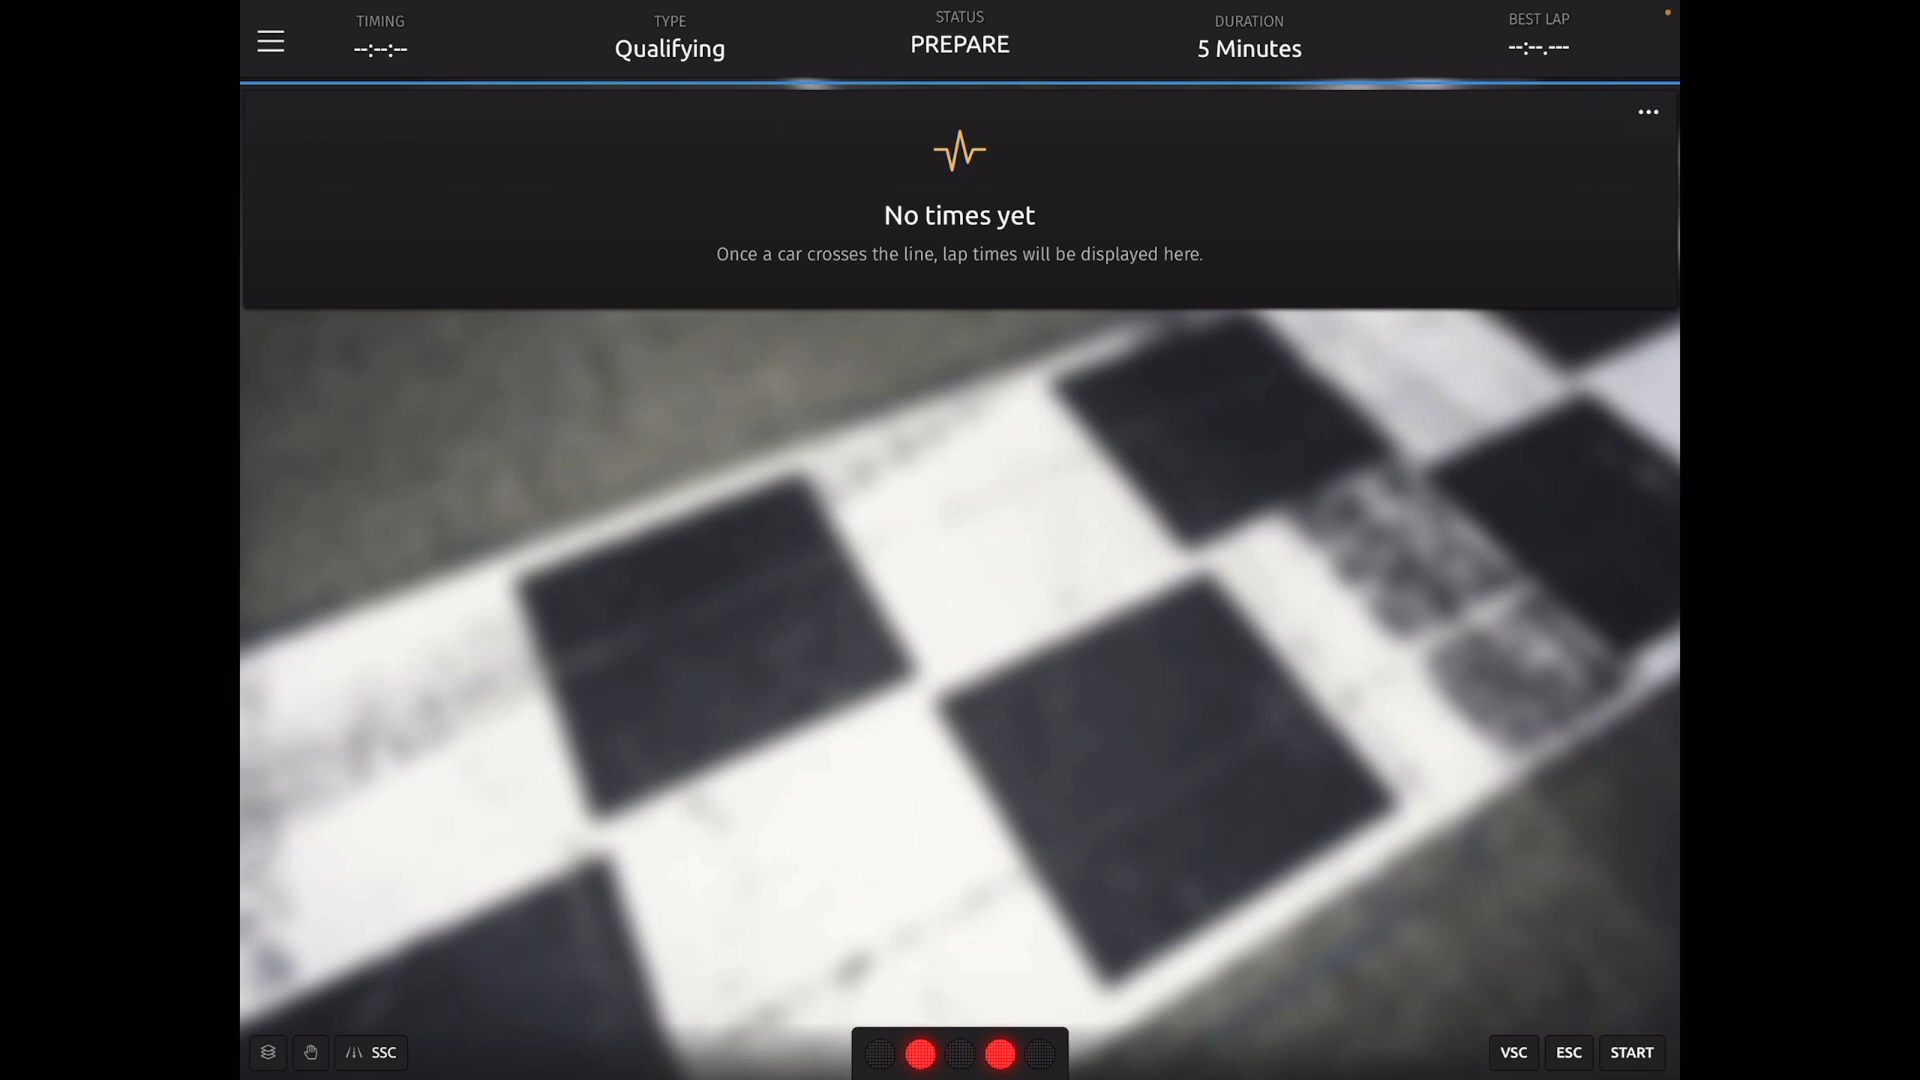 TIMING
--:--:--
TYPE
Qualifying
STATUS
PREPARE
DURATION
5 Minutes
BEST LAP
--:--.---
No times yet
Once a car crosses the line, lap times will be displayed here.
SSC
VSC
ESC
START